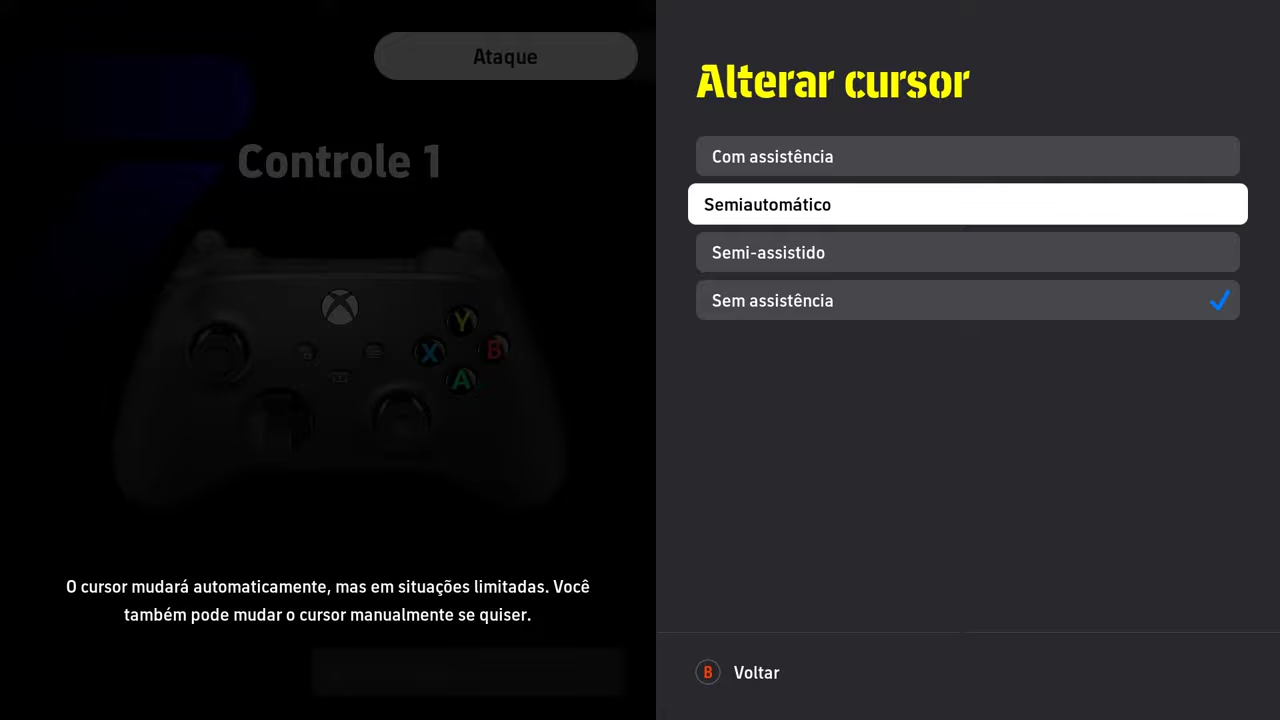 Ataque
Controle 1
Y
X
B
A
O cursor mudará automaticamente, mas em situações limitadas. Você
também pode mudar o cursor manualmente se quiser.
Alterar cursor
Com assistência
Semiautomático
Semi-assistido
Sem assistência
B Voltar